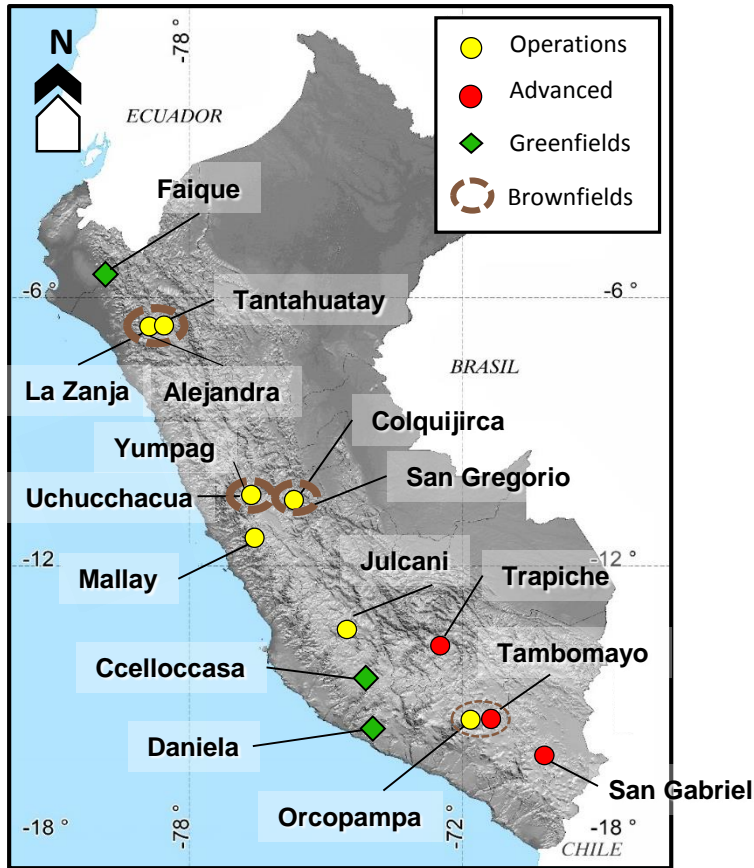 N
-78 °
ECUADOR
Operations
Advanced
Greenfields
Brownfields
Faique
-6 °
-6 °
Tantahuatay
La Zanja
Alejandra
BRASIL
Colquijirca
Yumpag
San Gregorio
Uchucchacua
-12 °
Mallay
Julcani
Trapiche
Ccelloccasa
Tambomayo
Daniela
Orcopampa
San Gabriel
-18 °
-78 °
-72 °
-18 °
CHILE